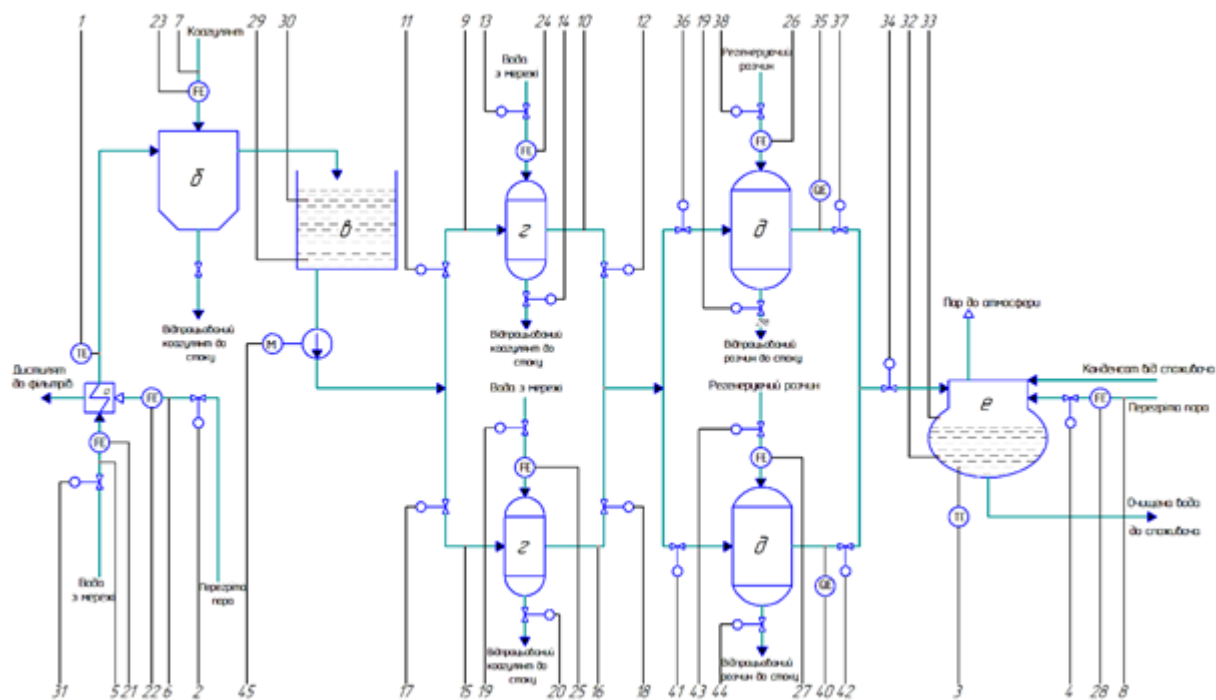 1 23 7 29 30 11 9 13 24 14 10 12 36 19 38 26 35 37 34 32 33
Коагулянт
FE
б
в
Вода
з мережі
FE
г
Регенеруючий
розчин
FE
QE
д
Відпрацьований
коагулянт до
стоку
TE
M
Дистилят
до фільтрів
FE
FE
Вода
з мережі
Перегріта
пара
Відпрацьований
коагулянт до
стоку
Вода з мережі
FE
г
Відпрацьований
коагулянт до
стоку
Відпрацьований
розчин до стоку
Регенеруючий розчин
FE
д
QE
Відпрацьований
розчин до стоку
Пар до атмосфери
Конденсат від споживача
FE
Перегріта пара
е
TE
Очищена вода
до споживача
31 5 21 22 6 2 45 17 15 19 20 25 16 18 41 43 44 27 40 42 3 28 8